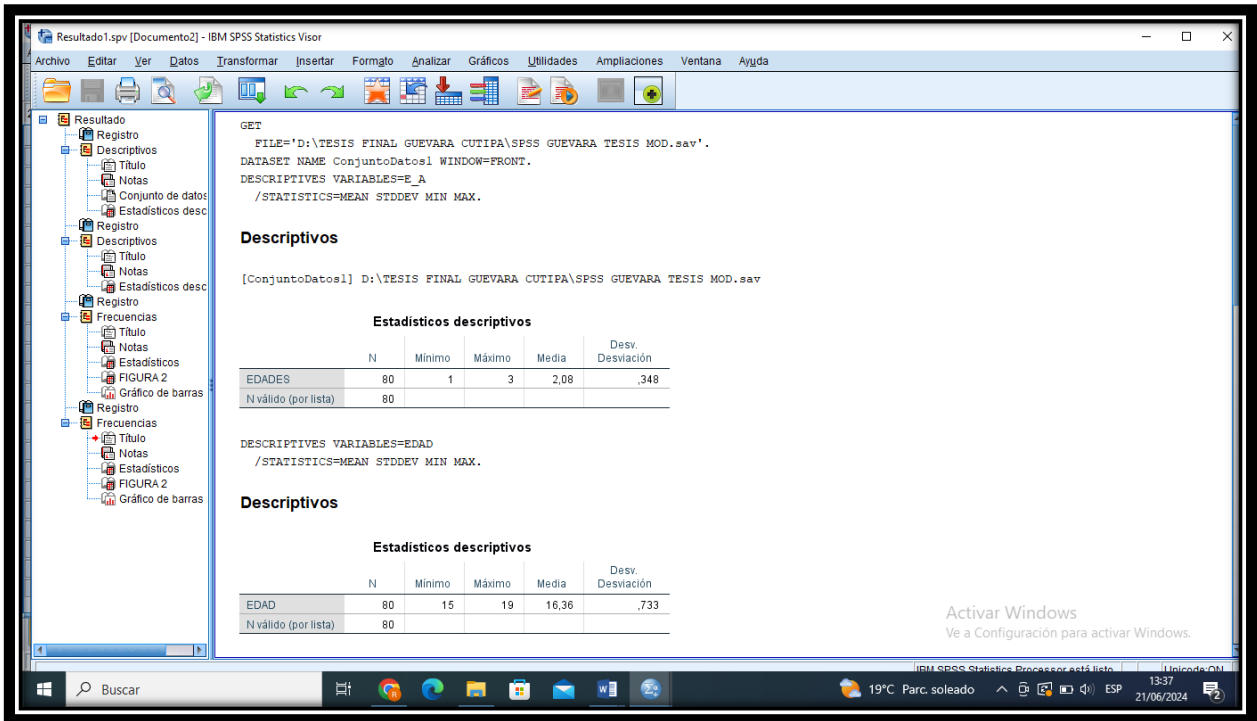 Resultado1.spv [Documento2] - IBM SPSS Statistics Visor
Archivo Editar Ver Datos Transformar Insertar Formato Analizar Gráficos Utilidades Ampliaciones Ventana Ayuda
Resultado
Registro
Descriptivos
Título
Notas
Conjunto de datos
Estadísticos desc
Registro
Descriptivos
Título
Notas
Estadísticos desc
Registro
Frecuencias
Título
Notas
Estadísticos
FIGURA 2
Gráfico de barras
Registro
Frecuencias
Título
Notas
Estadísticos
FIGURA 2
Gráfico de barras
GET
FILE='D:\TESIS FINAL GUEVARA CUTIPA\SPSS GUEVARA TESIS MOD.sav'.
DATASET NAME ConjuntoDatos1 WINDOW=FRONT.
DESCRIPTIVES VARIABLES=E_A
/STATISTICS=MEAN STDDEV MIN MAX.
Descriptivos
[ConjuntoDatos1] D:\TESIS FINAL GUEVARA CUTIPA\SPSS GUEVARA TESIS MOD.sav
Estadísticos descriptivos
N Mínimo Máximo Media Desv. Desviación
EDADES 80 1 3 2,08 ,348
N válido (por lista) 80
DESCRIPTIVES VARIABLES=EDAD
/STATISTICS=MEAN STDDEV MIN MAX.
Descriptivos
Estadísticos descriptivos
N Mínimo Máximo Media Desv. Desviación
EDAD 80 15 19 16,36 ,733
N válido (por lista) 80
Activar Windows
Ve a Configuración para activar Windows.
IBM SPSS Statistics Processor está listo Unicode:ON
Buscar
19°C Parc. soleado ESP
13:37
21/06/2024
2